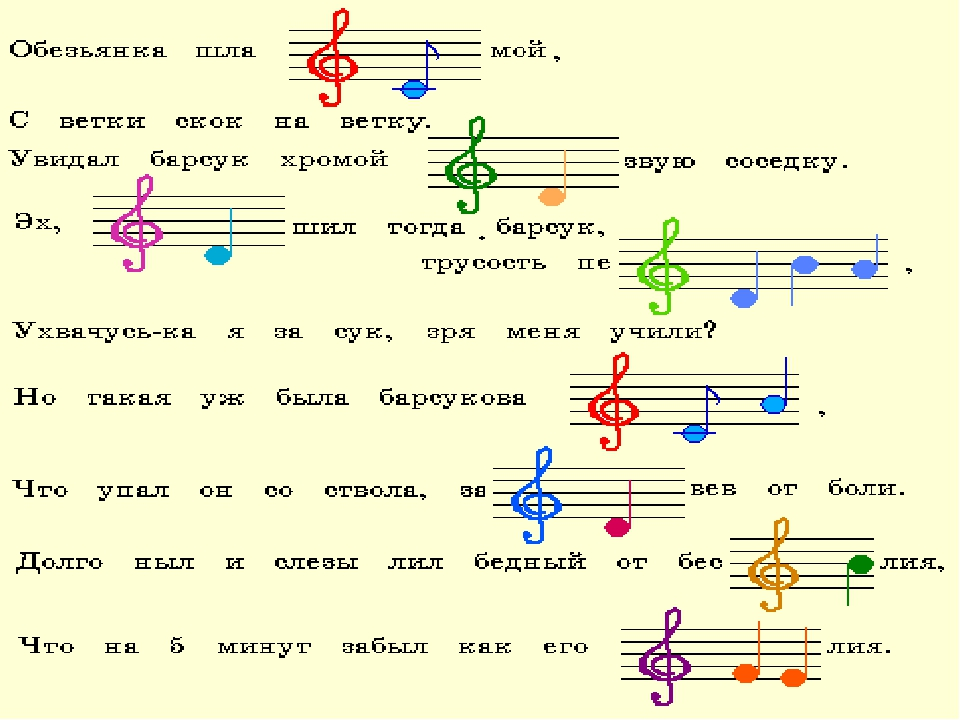 Обезьянка шла мой,
С ветки скок на ветку.
Увидал барсук хромой звую соседку.
Эх, шил тогда барсук,
трусость пе ,
Ухвачусь-ка я за сук, зря меня учили?
Но такая уж была барсукова ,
Что упал он со ствола, за вев от боли.
Долго ныл и слезы лил бедный от бес лия,
Что на 5 минут забыл как его лия.